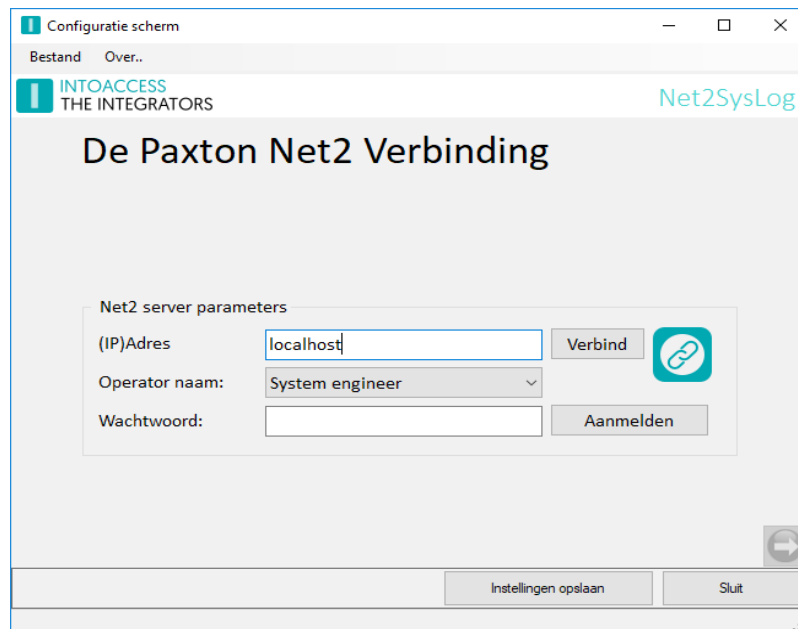 Configuratie scherm
Bestand Over..
INTOACCESS
THE INTEGRATORS
Net2SysLog
De Paxton Net2 Verbinding
Net2 server parameters
(IP)Adres localhost Verbind
Operator naam: System engineer
Wachtwoord: Aanmelden
Instellingen opslaan Sluit